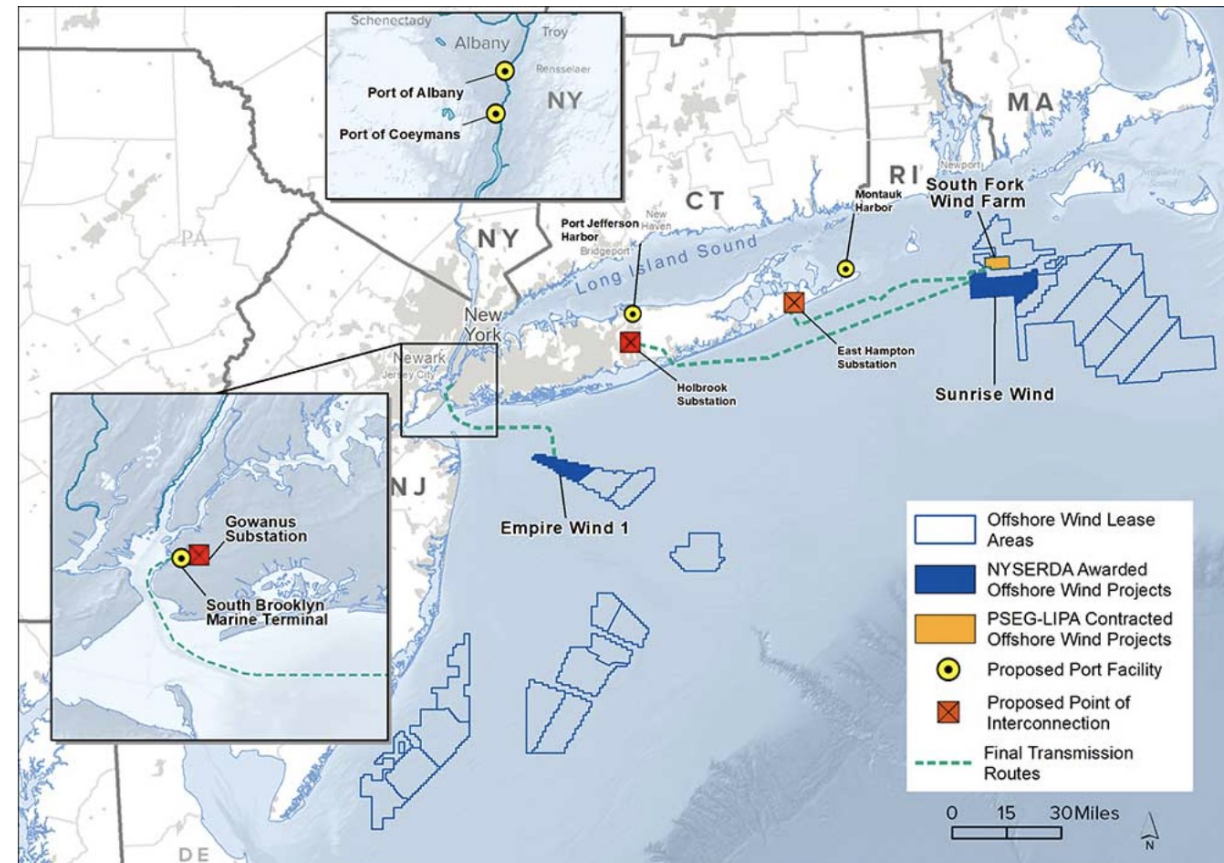 Schenectady
Troy
Albany
Rensselaer
Port of Albany
NY
Port of Coeymans
MA
RI
Newport
South Fork
Wind Farm
Montauk
Harbor
CT
PA
NY
Port Jefferson
Harbor
New
Haven
Bridgeport
Long Island Sound
New
York
Newark
Jersey City
East Hampton
Substation
Holbrook
Substation
Sunrise Wind
NJ
Empire Wind 1
Gowanus
Substation
South Brooklyn
Marine Terminal
DE
Offshore Wind Lease
Areas
NYSERDA Awarded
Offshore Wind Projects
PSEG-LIPA Contracted
Offshore Wind Projects
Proposed Port Facility
Proposed Point of
Interconnection
Final Transmission
Routes
0 15 30 Miles
N